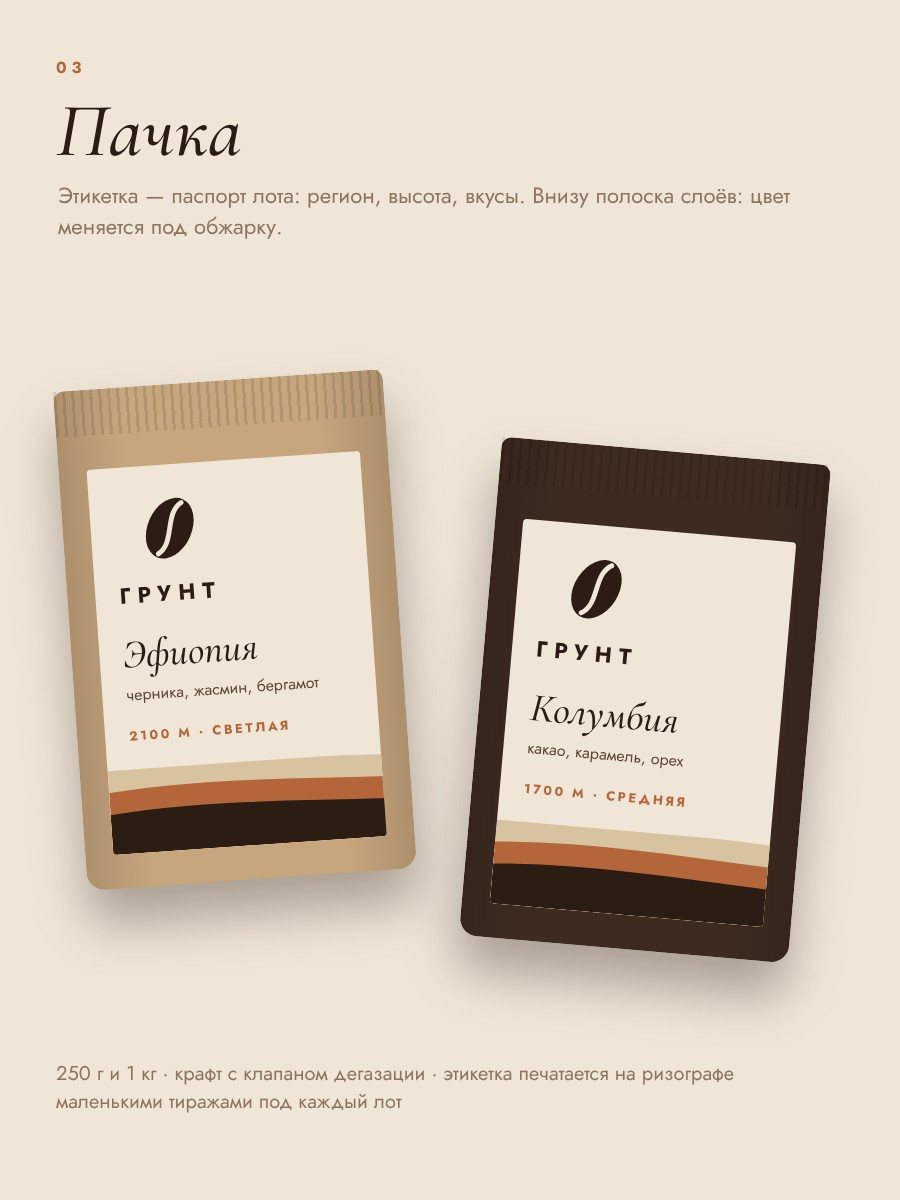 03
Пачка
Этикетка — паспорт лота: регион, высота, вкусы. Внизу полоска слоёв: цвет
меняется под обжарку.
ГРУНТ
Эфиопия
черника, жасмин, бергамот
2100 М · СВЕТЛАЯ
ГРУНТ
Колумбия
какао, карамель, орех
1700 М · СРЕДНЯЯ
250 г и 1 кг · крафт с клапаном дегазации · этикетка печатается на ризографе
маленькими тиражами под каждый лот